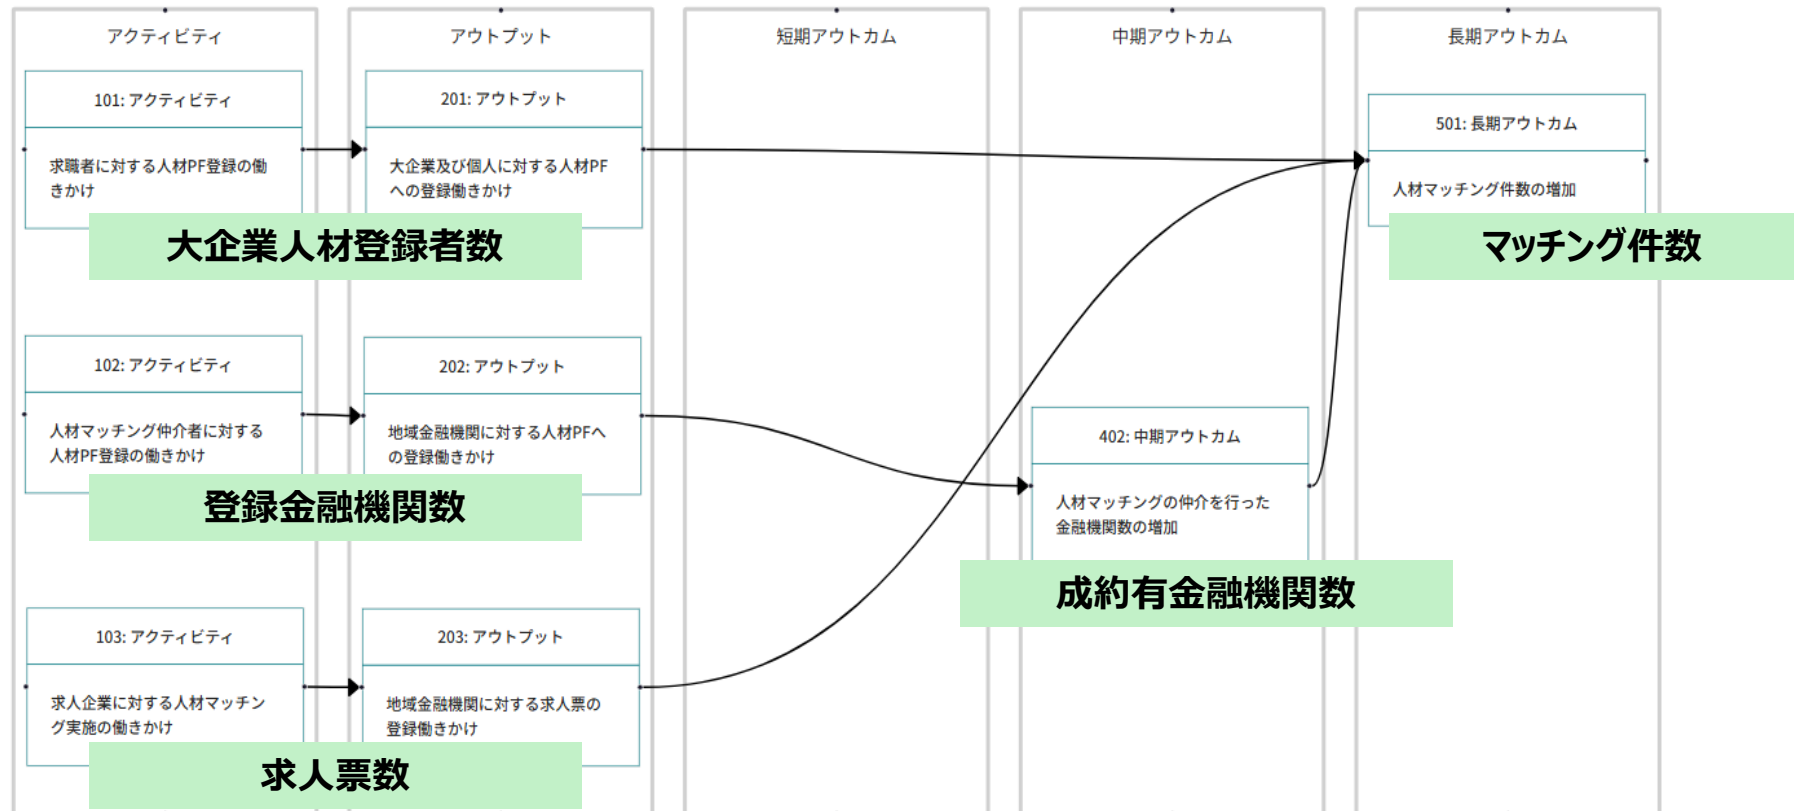 アクティビティ
アウトプット
短期アウトカム
中期アウトカム
長期アウトカム
101: アクティビティ
求職者に対する人材PF登録の働
きかけ
201: アウトプット
大企業及び個人に対する人材PF
への登録働きかけ
大企業人材登録者数
501: 長期アウトカム
人材マッチング件数の増加
マッチング件数
102: アクティビティ
人材マッチング仲介者に対する
人材PF登録の働きかけ
202: アウトプット
地域金融機関に対する人材PFへ
の登録働きかけ
登録金融機関数
402: 中期アウトカム
人材マッチングの仲介を行った
金融機関数の増加
成約有金融機関数
103: アクティビティ
求人企業に対する人材マッチン
グ実施の働きかけ
203: アウトプット
地域金融機関に対する求人票の
登録働きかけ
求人票数